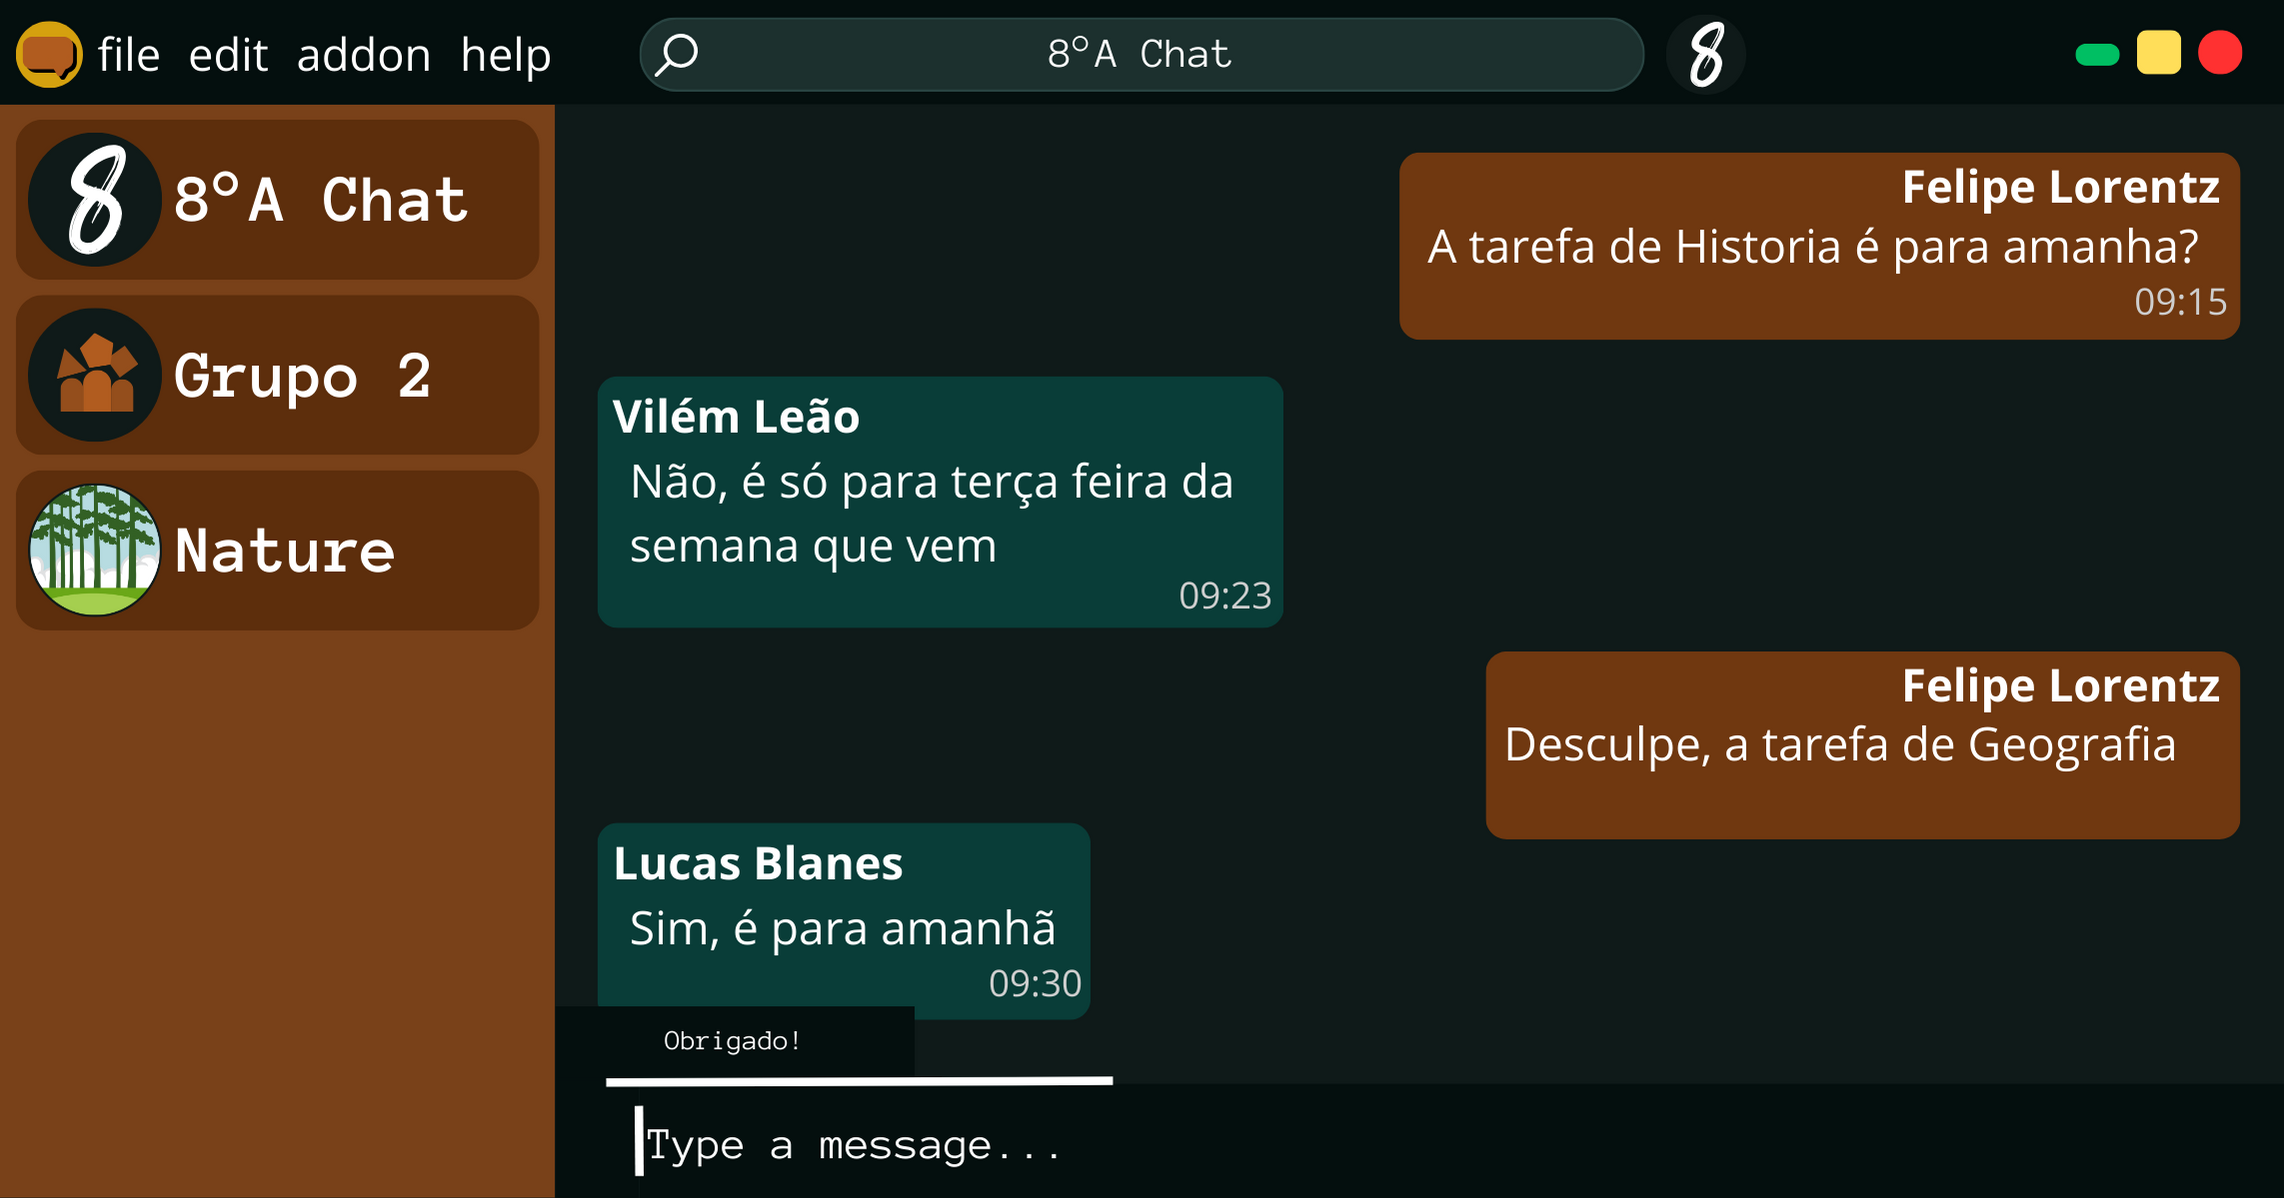 file edit addon help
8°A Chat
8
8
8°A Chat
Grupo 2
Nature
Felipe Lorentz
A tarefa de Historia é para amanha?
09:15
Vilém Leão
Não, é só para terça feira da
semana que vem
09:23
Felipe Lorentz
Desculpe, a tarefa de Geografia
Lucas Blanes
Sim, é para amanhã
09:30
Obrigado!
Type a message...